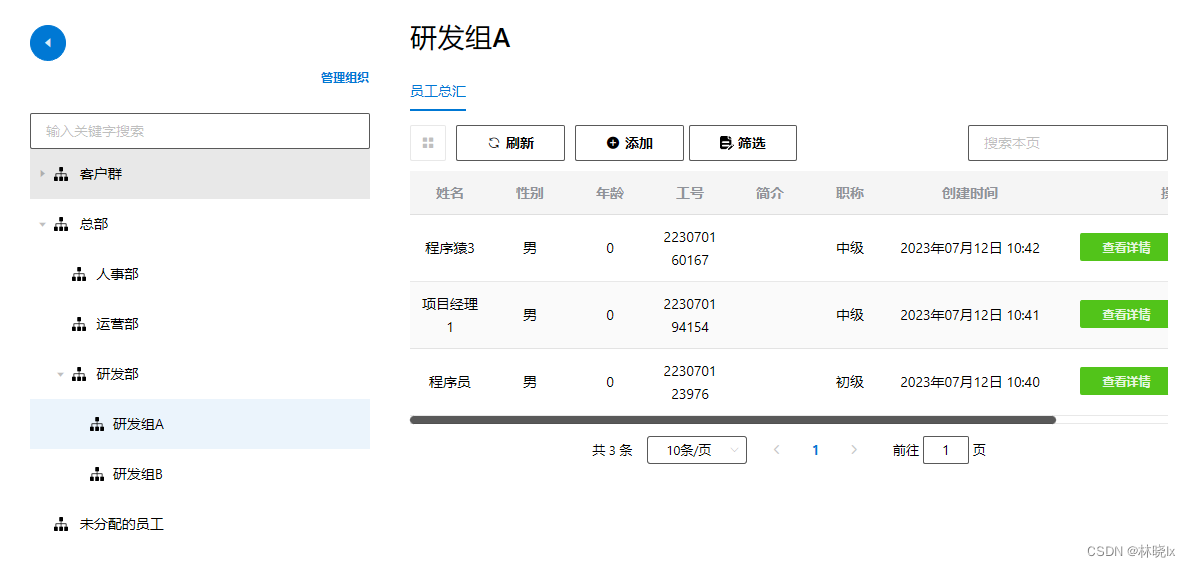 管理组织
输入关键字搜索
客户群
总部
人事部
运营部
研发部
研发组A
研发组B
未分配的员工
研发组A
员工总汇
刷新 添加 筛选 搜索本页
姓名 性别 年龄 工号 简介 职称 创建时间
程序猿3 男 0 2230701 中级 2023年07月12日 10:42 查看详情
60167
项目经理 男 0 2230701 中级 2023年07月12日 10:41 查看详情
1 94154
程序员 男 0 2230701 初级 2023年07月12日 10:40 查看详情
23976
共 3 条 10条/页 1 前往 1 页
CSDN @林晓lx